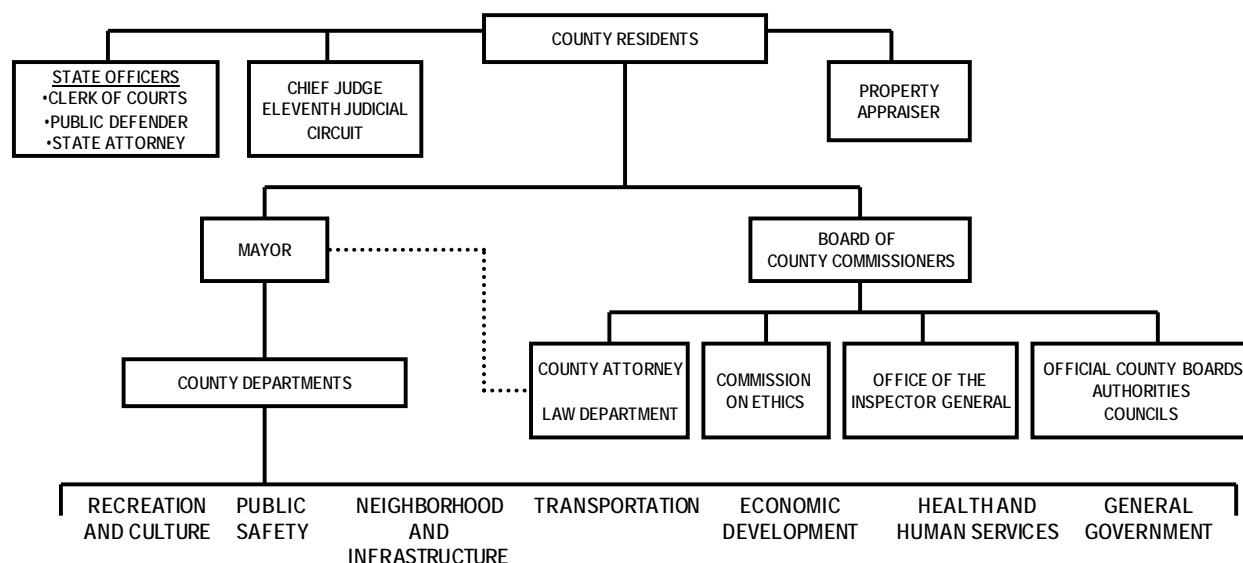 COUNTY RESIDENTS
STATE OFFICERS
•CLERK OF COURTS
•PUBLIC DEFENDER
•STATE ATTORNEY
CHIEF JUDGE
ELEVENTH JUDICIAL
CIRCUIT
PROPERTY
APPRAISER
MAYOR
BOARD OF
COUNTY COMMISSIONERS
COUNTY DEPARTMENTS
COUNTY ATTORNEY
LAW DEPARTMENT
COMMISSION
ON ETHICS
OFFICE OF THE
INSPECTOR GENERAL
OFFICIAL COUNTY BOARDS
AUTHORITIES
COUNCILS
RECREATION
AND CULTURE
PUBLIC
SAFETY
NEIGHBORHOOD
AND
INFRASTRUCTURE
TRANSPORTATION
ECONOMIC
DEVELOPMENT
HEALTH AND
HUMAN SERVICES
GENERAL
GOVERNMENT